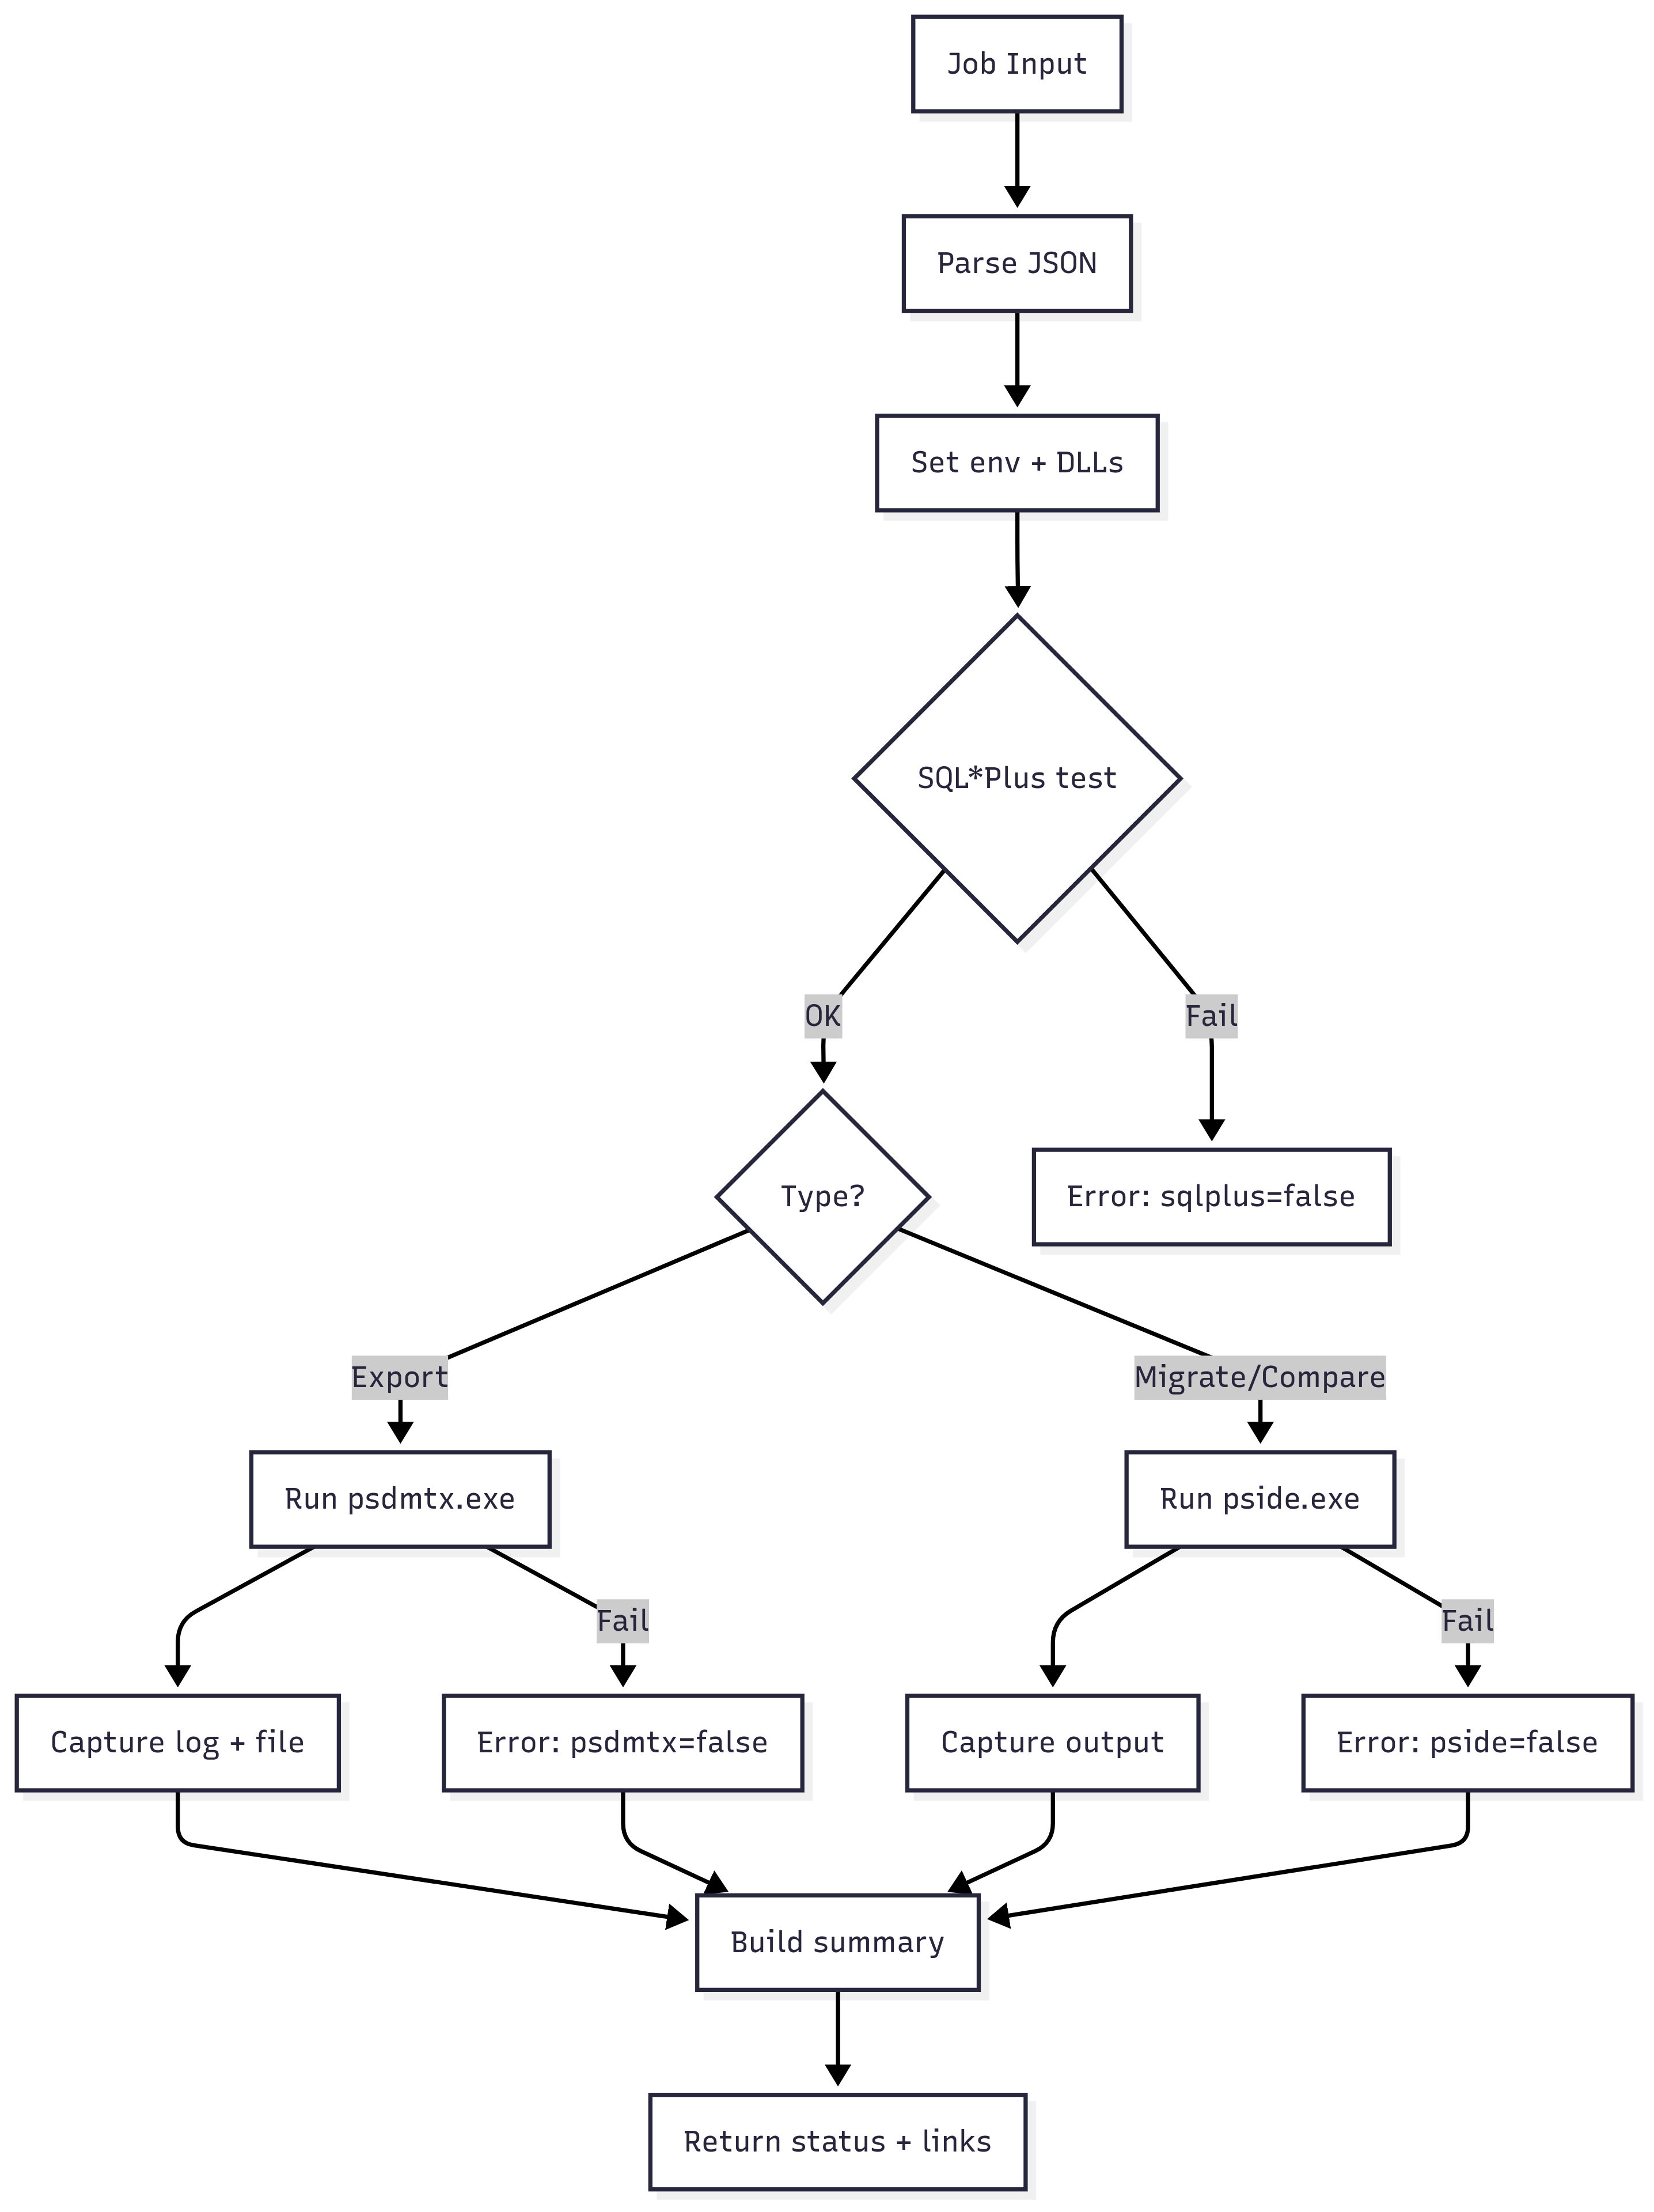 Job Input
Parse JSON
Set env + DLLs
SQL*Plus test
OK
Fail
Type?
Error: sqlplus=false
Export
Migrate/Compare
Run psdmtx.exe
Run pside.exe
Fail
Fail
Capture log + file
Error: psdmtx=false
Capture output
Error: pside=false
Build summary
Return status + links